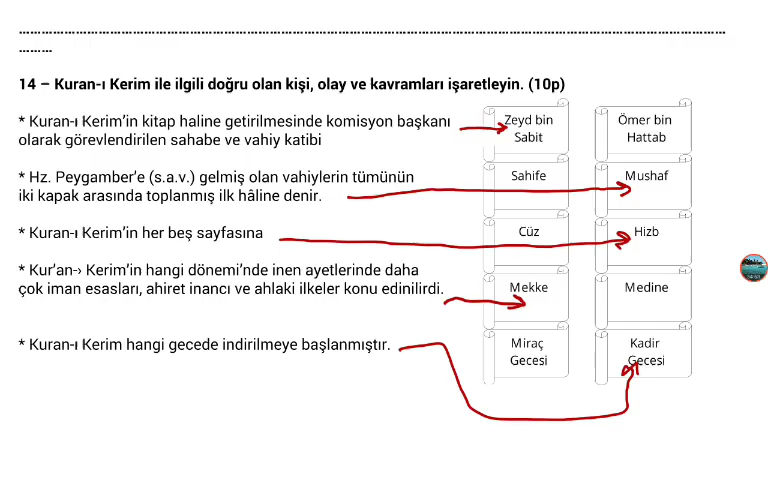 ………………………………………………………………………………………………………………………………………………………………
………
14 – Kuran-ı Kerim ile ilgili doğru olan kişi, olay ve kavramları işaretleyin. (10p)
* Kuran-ı Kerim’in kitap haline getirilmesinde komisyon başkanı
olarak görevlendirilen sahabe ve vahiy katibi
Zeyd bin
Sabit
Ömer bin
Hattab
* Hz. Peygamber’e (s.a.v.) gelmiş olan vahiylerin tümünün
iki kapak arasında toplanmış ilk hâline denir.
Sahife
Mushaf
* Kuran-ı Kerim’in her beş sayfasına
Cüz
Hizb
* Kur’an-› Kerim’in hangi dönemi’nde inen ayetlerinde daha
çok iman esasları, ahiret inancı ve ahlaki ilkeler konu edinilirdi.
Mekke
Medine
* Kuran-ı Kerim hangi gecede indirilmeye başlanmıştır.
Miraç
Gecesi
Kadir
Gecesi